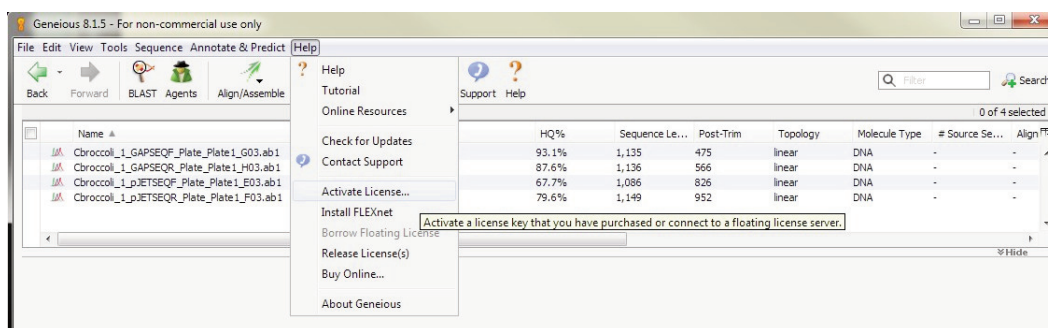 Geneious 8.1.5 - For non-commercial use only
File Edit View Tools Sequence Annotate & Predict Help
Back Forward BLAST Agents Align/Assemble Support Help Filter Search
0 of 4 selected
Name HQ% Sequence Le... Post-Trim Topology Molecule Type # Source Se... Align
Cbroccoli_1_GAPSEQF_Plate_Plate1_G03.ab1 93.1% 1,135 475 linear DNA - -
Cbroccoli_1_GAPSEQR_Plate_Plate1_H03.ab1 87.6% 1,136 566 linear DNA - -
Cbroccoli_1_pJETSEQF_Plate_Plate1_E03.ab1 67.7% 1,086 826 linear DNA - -
Cbroccoli_1_pJETSEQR_Plate_Plate1_F03.ab1 79.6% 1,149 952 linear DNA - -
Hide
? Help
Tutorial
Online Resources
Check for Updates
Contact Support
Activate License...
Install FLEXnet
Borrow Floating License
Release License(s)
Buy Online...
About Geneious
Activate a license key that you have purchased or connect to a floating license server.